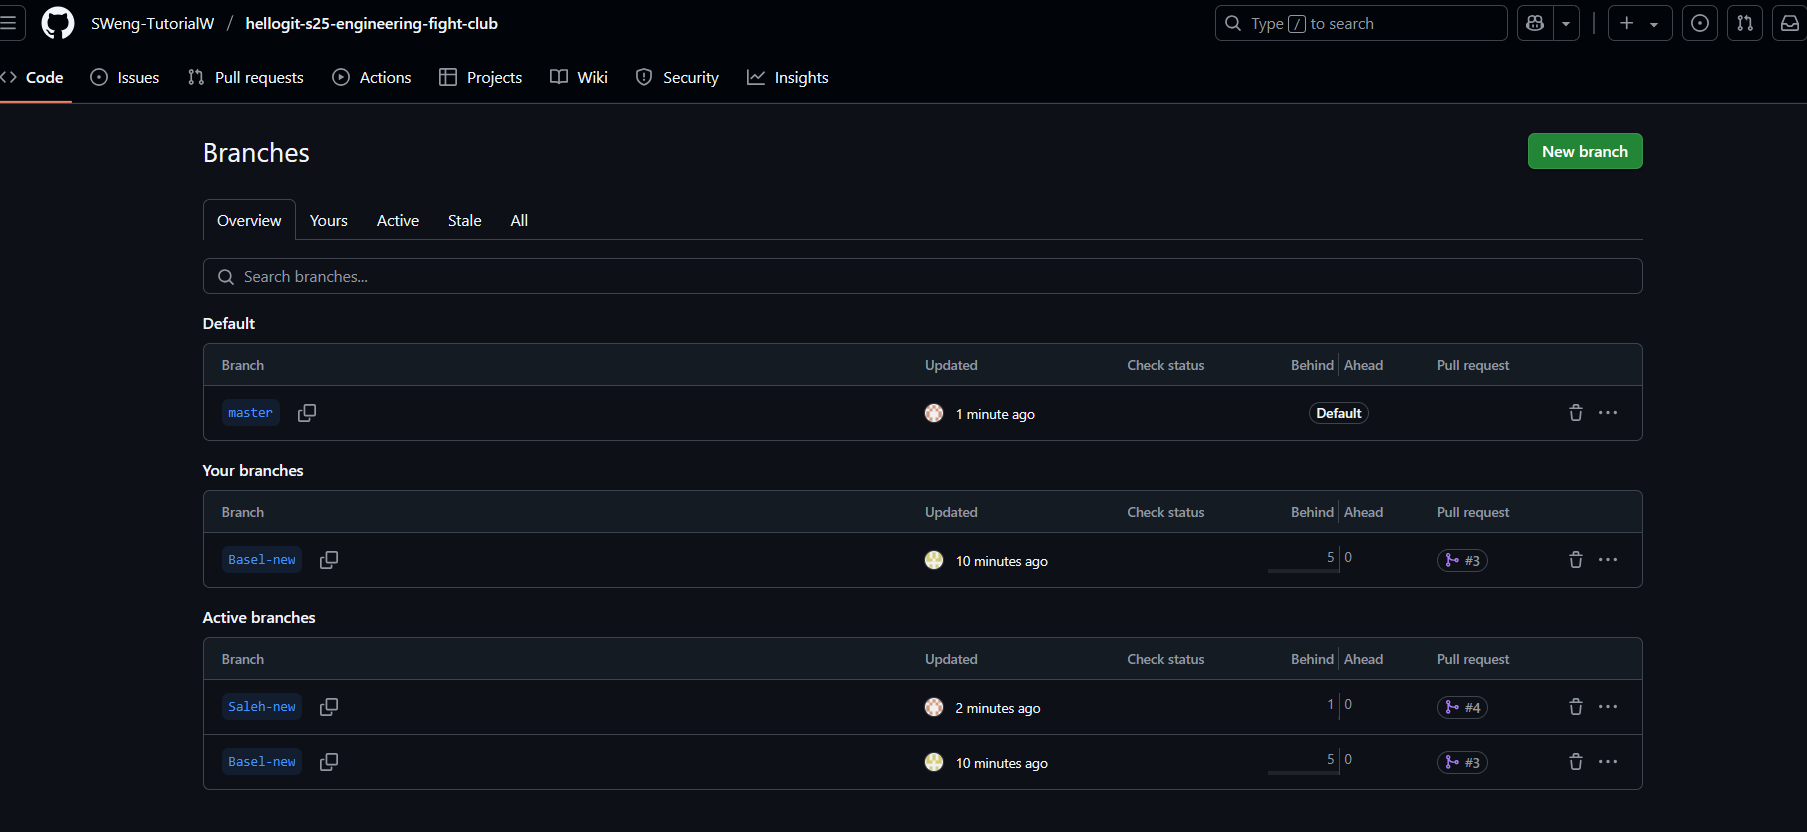 SWeng-TutorialW / hellogit-s25-engineering-fight-club Type / to search
Code Issues Pull requests Actions Projects Wiki Security Insights
Branches New branch
Overview Yours Active Stale All
Search branches...
Default
Branch Updated Check status Behind Ahead Pull request
master 1 minute ago Default
Your branches
Branch Updated Check status Behind Ahead Pull request
Basel-new 10 minutes ago 5 0 #3
Active branches
Branch Updated Check status Behind Ahead Pull request
Saleh-new 2 minutes ago 1 0 #4
Basel-new 10 minutes ago 5 0 #3